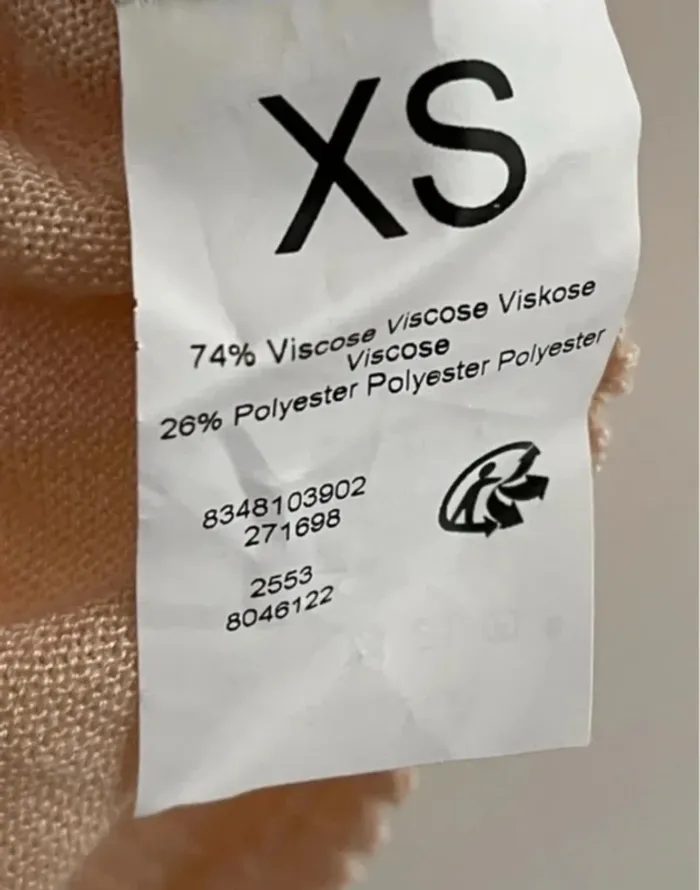 XS
74% Viscose Viscose Viskose
Viscose
26% Polyester Polyester Polyester
8348103902
271698
2553
8046122